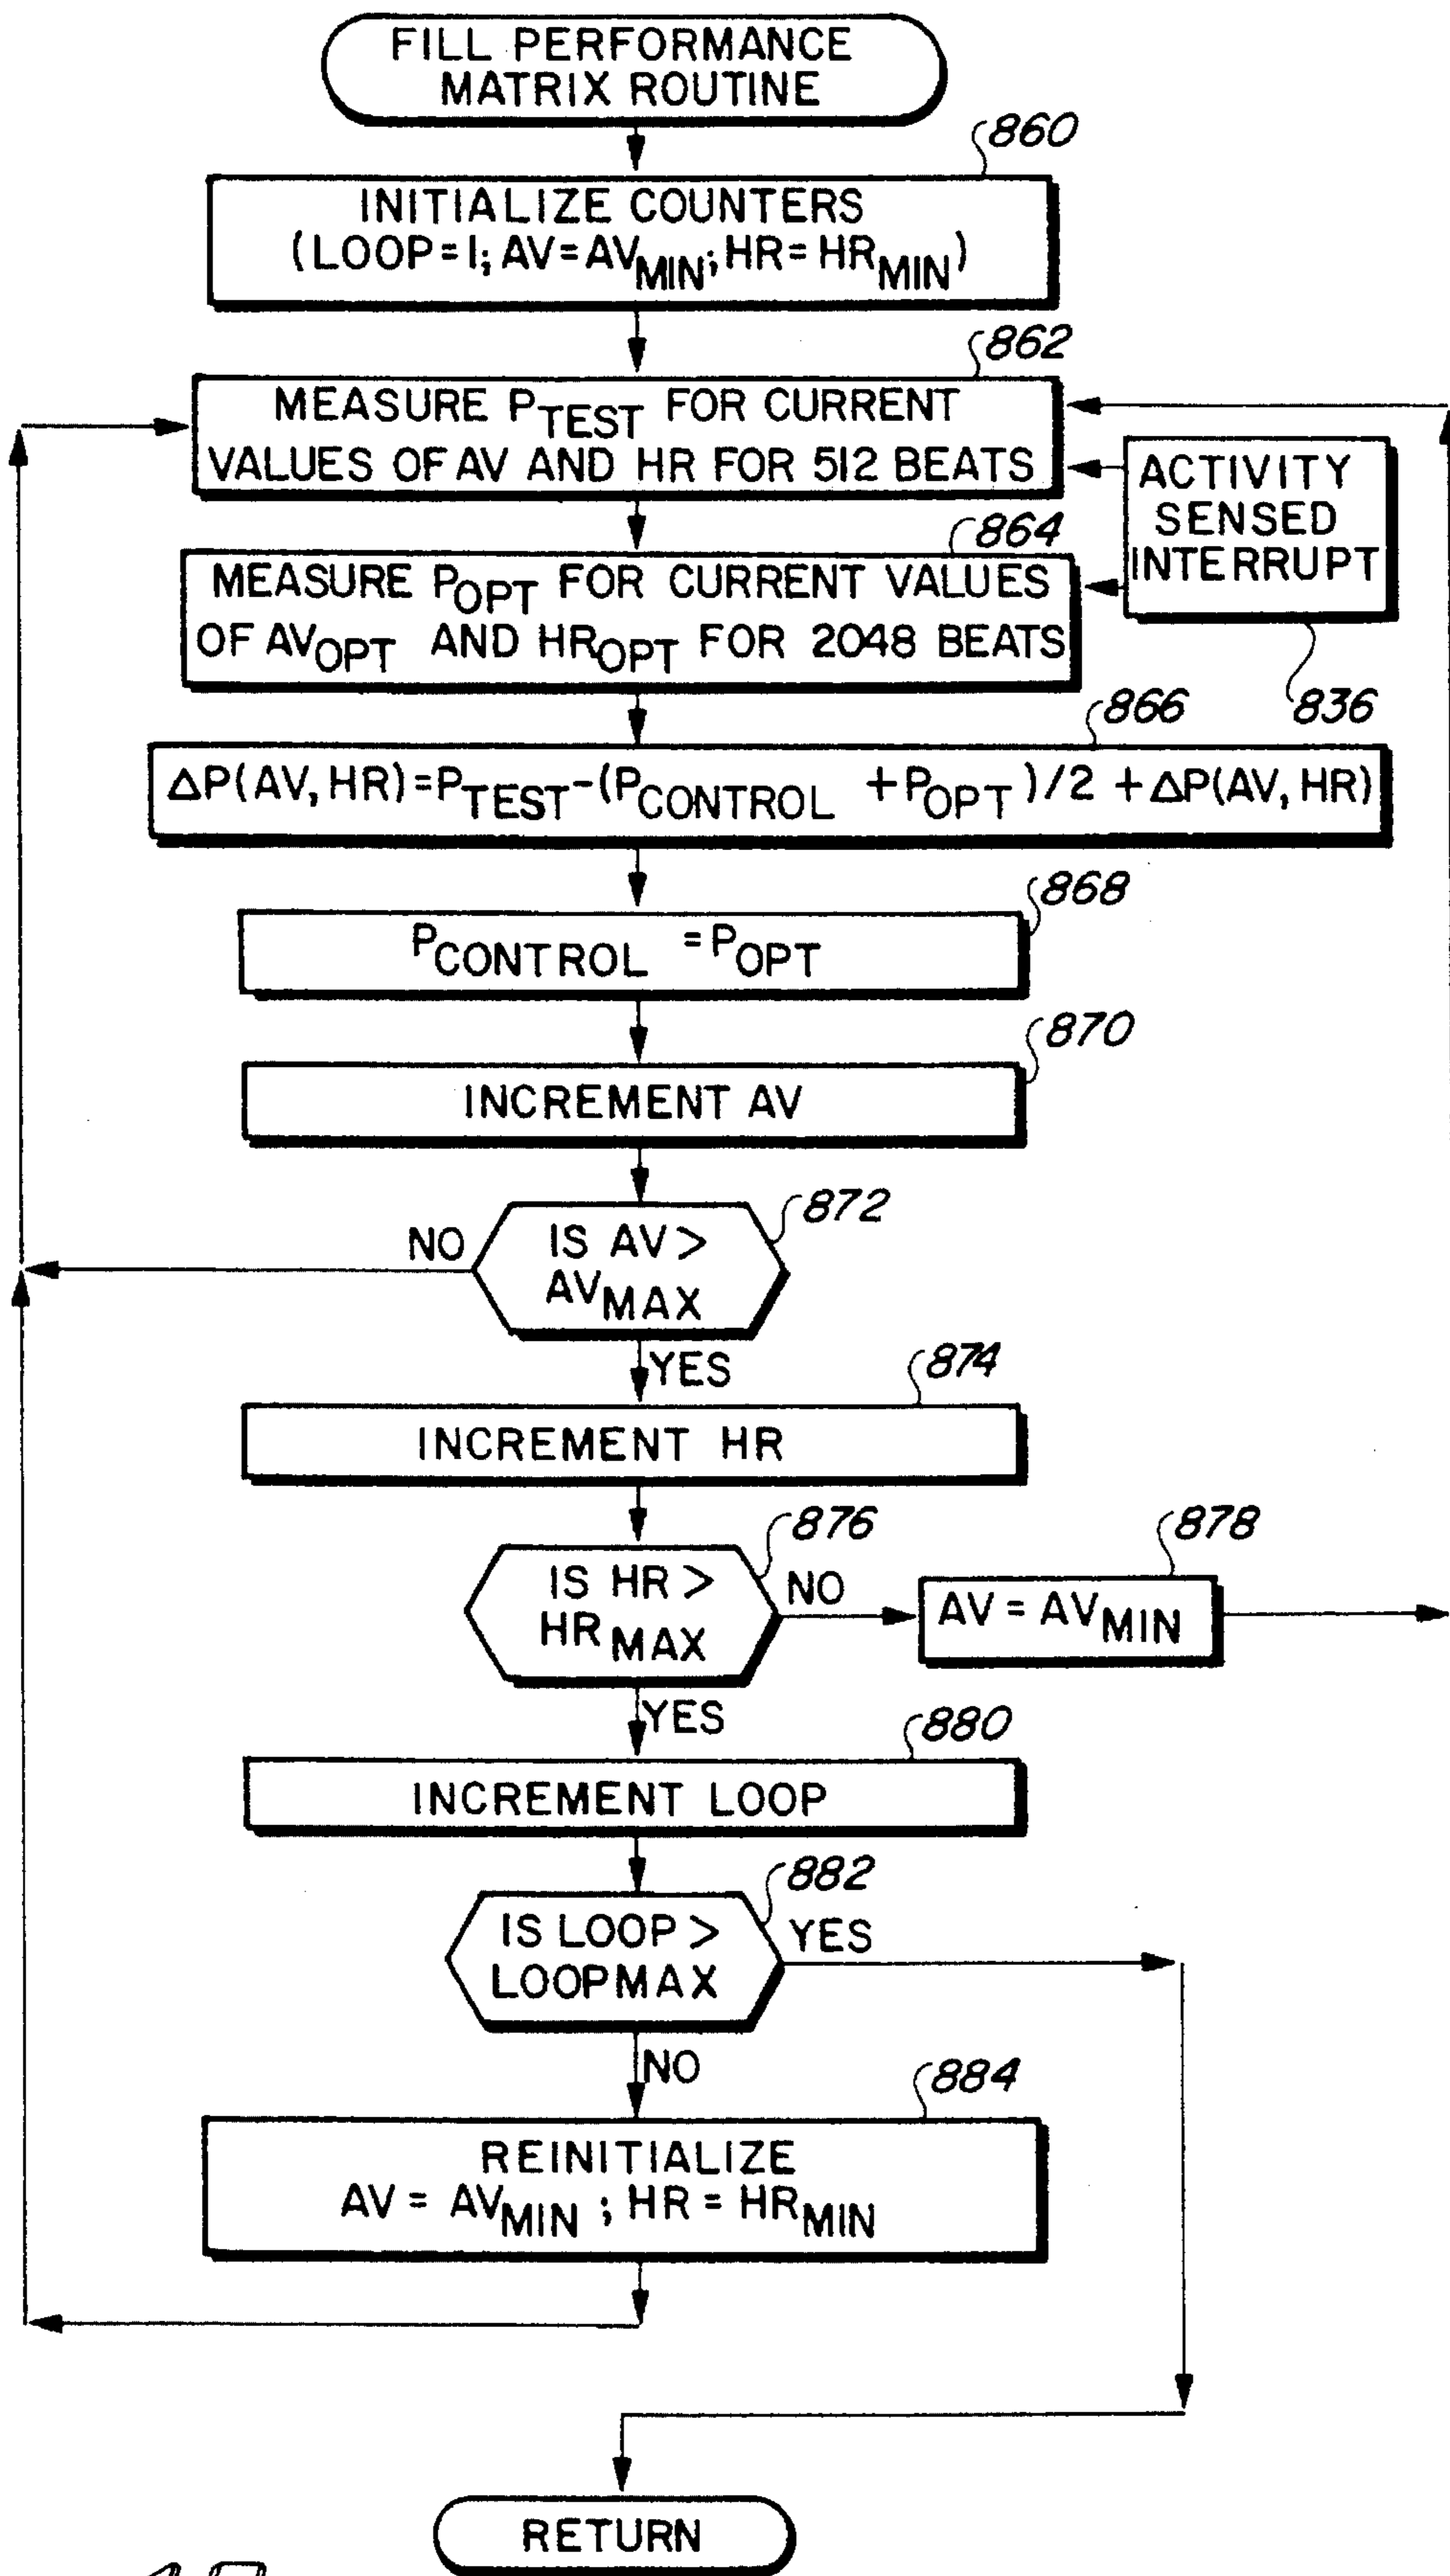 FILL PERFORMANCE
MATRIX ROUTINE
860
INITIALIZE COUNTERS
(LOOP=1; AV=AVMIN; HR=HRMIN)
862
MEASURE PTEST FOR CURRENT
VALUES OF AV AND HR FOR 512 BEATS
ACTIVITY
SENSED
INTERRUPT
836
864
MEASURE POPT FOR CURRENT VALUES
OF AVOPT AND HROPT FOR 2048 BEATS
866
ΔP(AV, HR)=PTEST-(PCONTROL +POPT)/2 +ΔP(AV, HR)
868
PCONTROL =POPT
870
INCREMENT AV
872
IS AV >
AVMAX
NO
YES
874
INCREMENT HR
876
IS HR >
HRMAX
NO
878
AV = AVMIN
YES
880
INCREMENT LOOP
882
IS LOOP >
LOOPMAX
YES
NO
884
REINITIALIZE
AV = AVMIN ; HR = HRMIN
RETURN